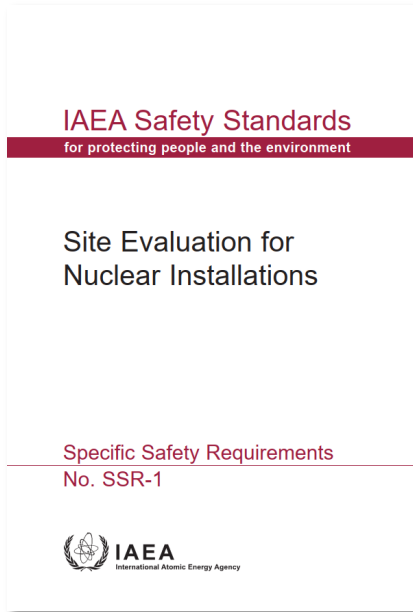 IAEA Safety Standards
for protecting people and the environment
Site Evaluation for
Nuclear Installations
Specific Safety Requirements
No. SSR-1
IAEA
International Atomic Energy Agency